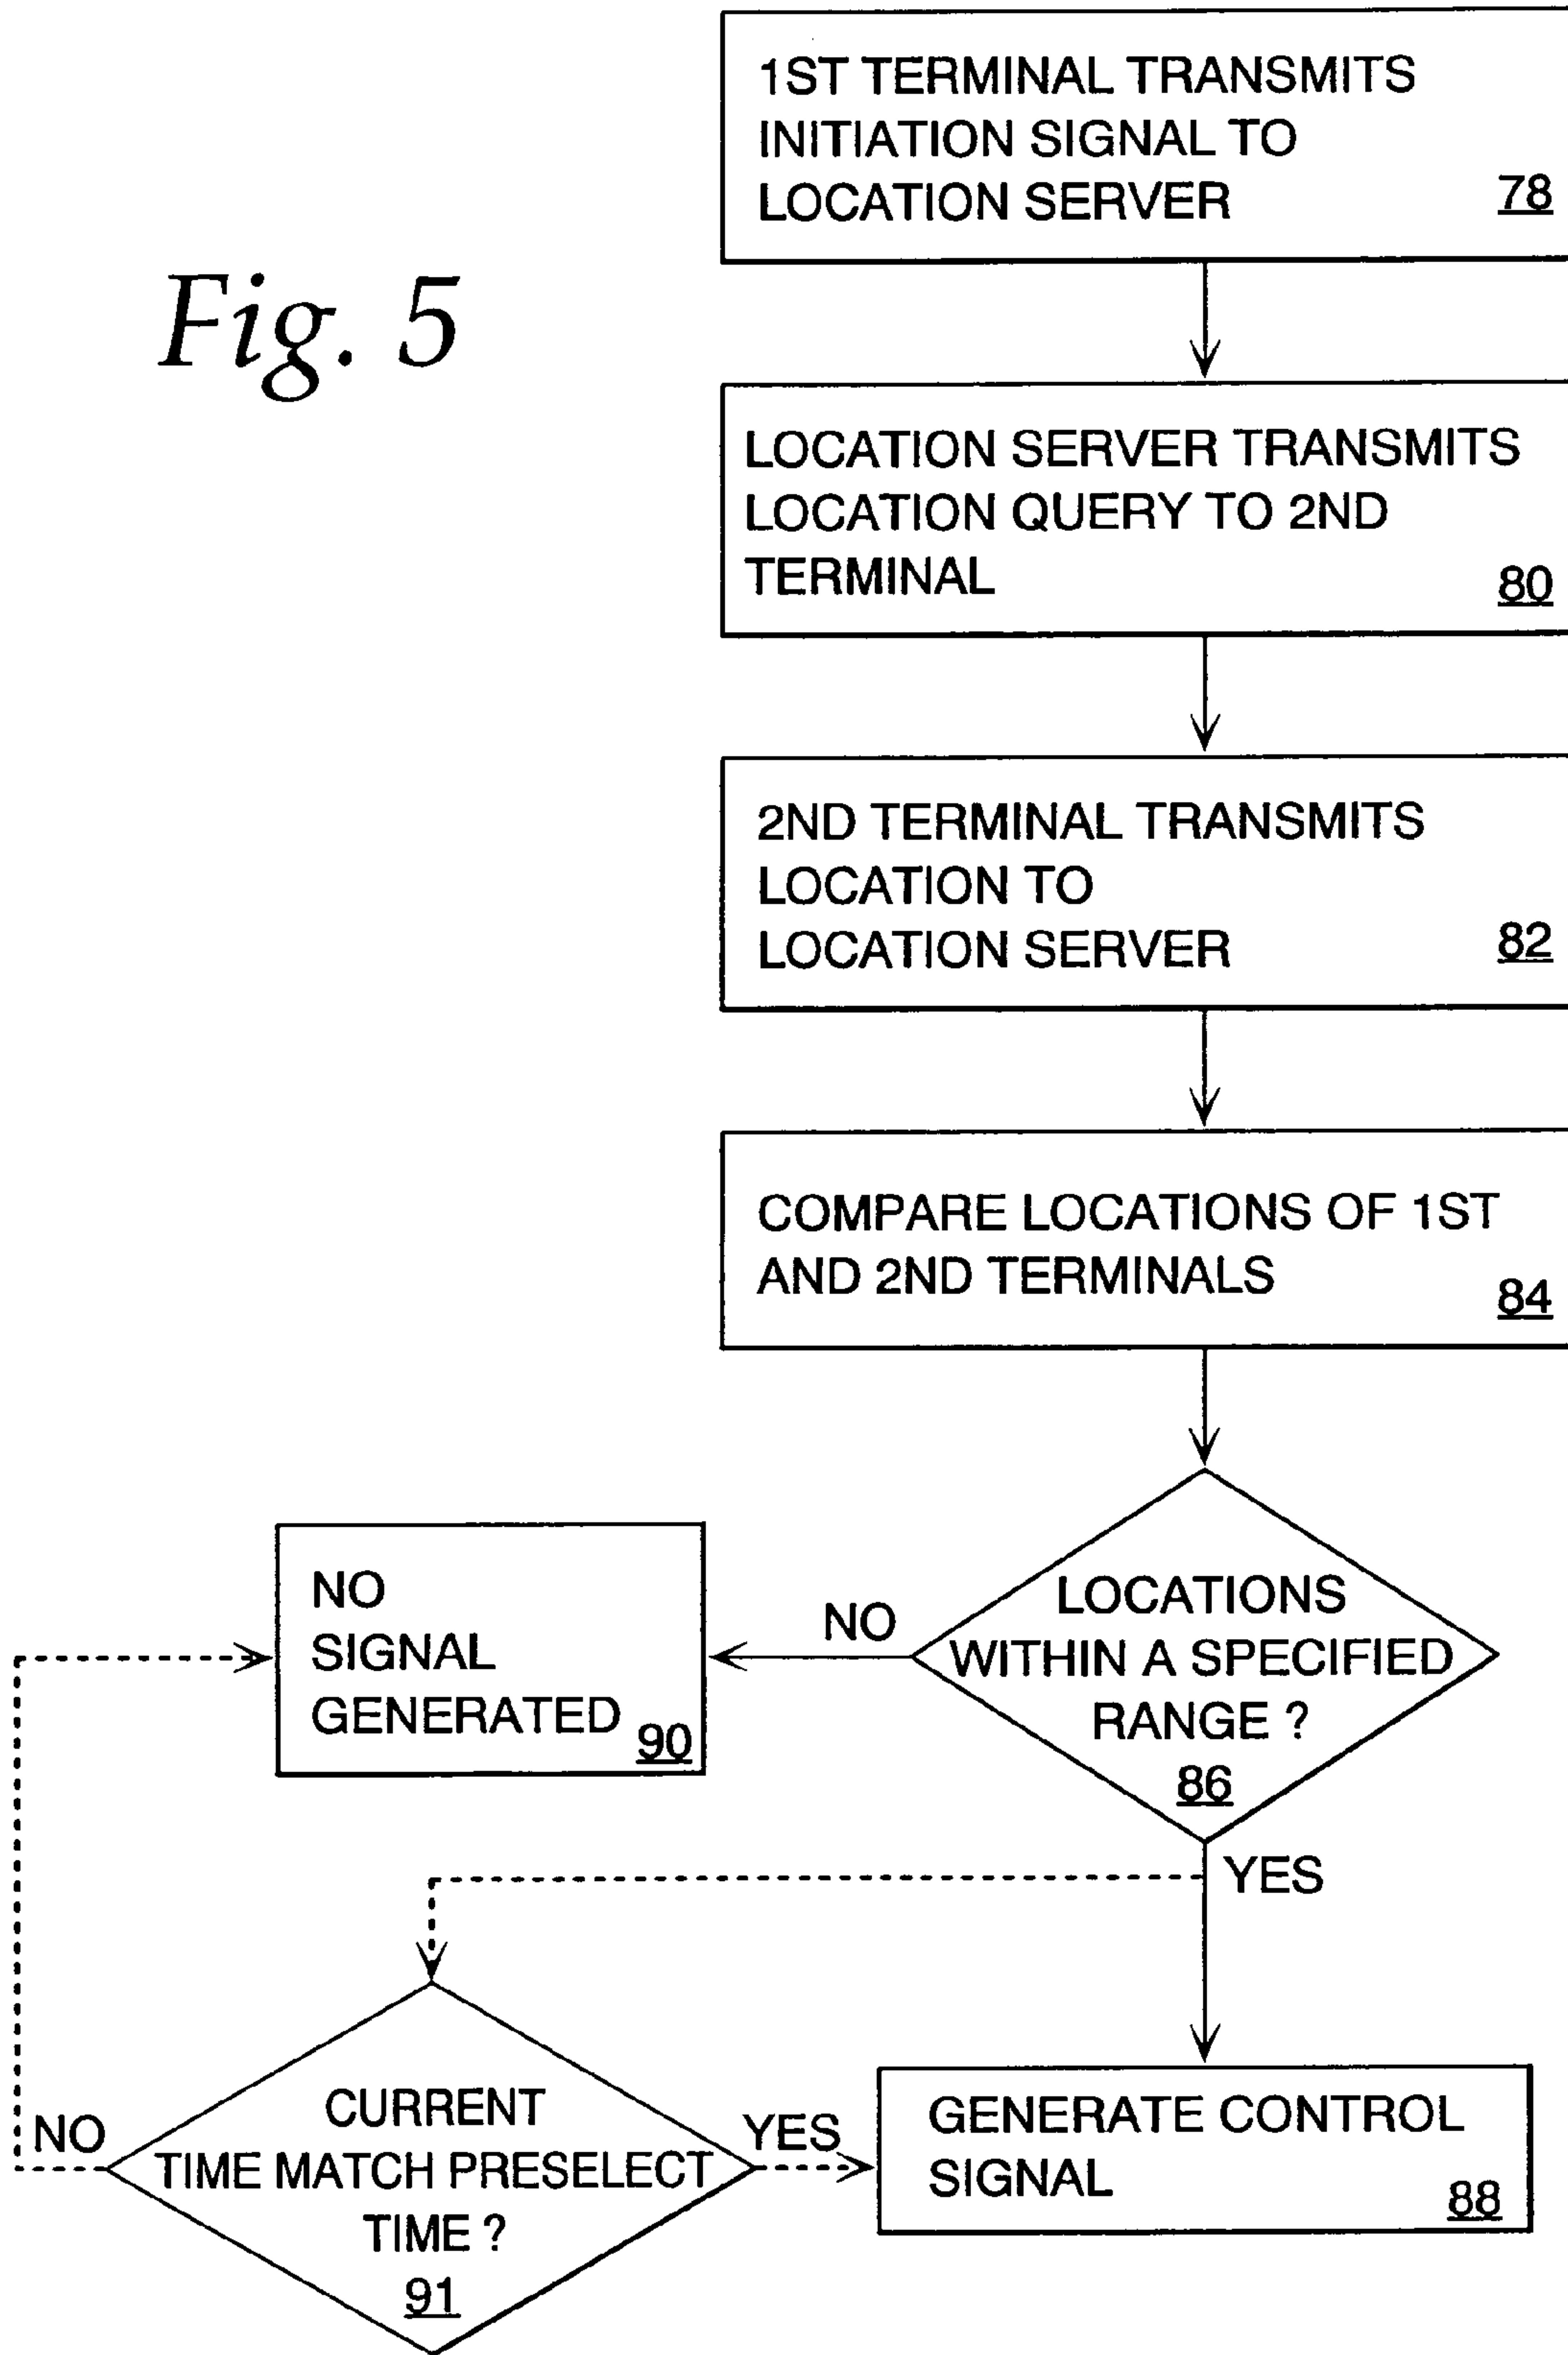 Fig. 5
1ST TERMINAL TRANSMITS
INITIATION SIGNAL TO
LOCATION SERVER
78
LOCATION SERVER TRANSMITS
LOCATION QUERY TO 2ND
TERMINAL
80
2ND TERMINAL TRANSMITS
LOCATION TO
LOCATION SERVER
82
COMPARE LOCATIONS OF 1ST
AND 2ND TERMINALS
84
LOCATIONS
WITHIN A SPECIFIED
RANGE ?
86
NO
NO
SIGNAL
GENERATED
90
YES
CURRENT
TIME MATCH PRESELECT
TIME ?
91
NO
YES
GENERATE CONTROL
SIGNAL
88